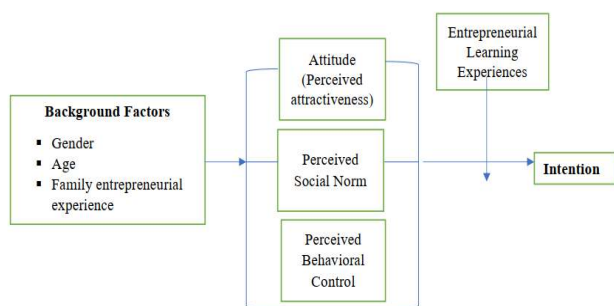 Background Factors
▪ Gender
▪ Age
▪ Family entrepreneurial
experience
Attitude
(Perceived
attractiveness)
Perceived
Social Norm
Perceived
Behavioral
Control
Entrepreneurial
Learning
Experiences
Intention